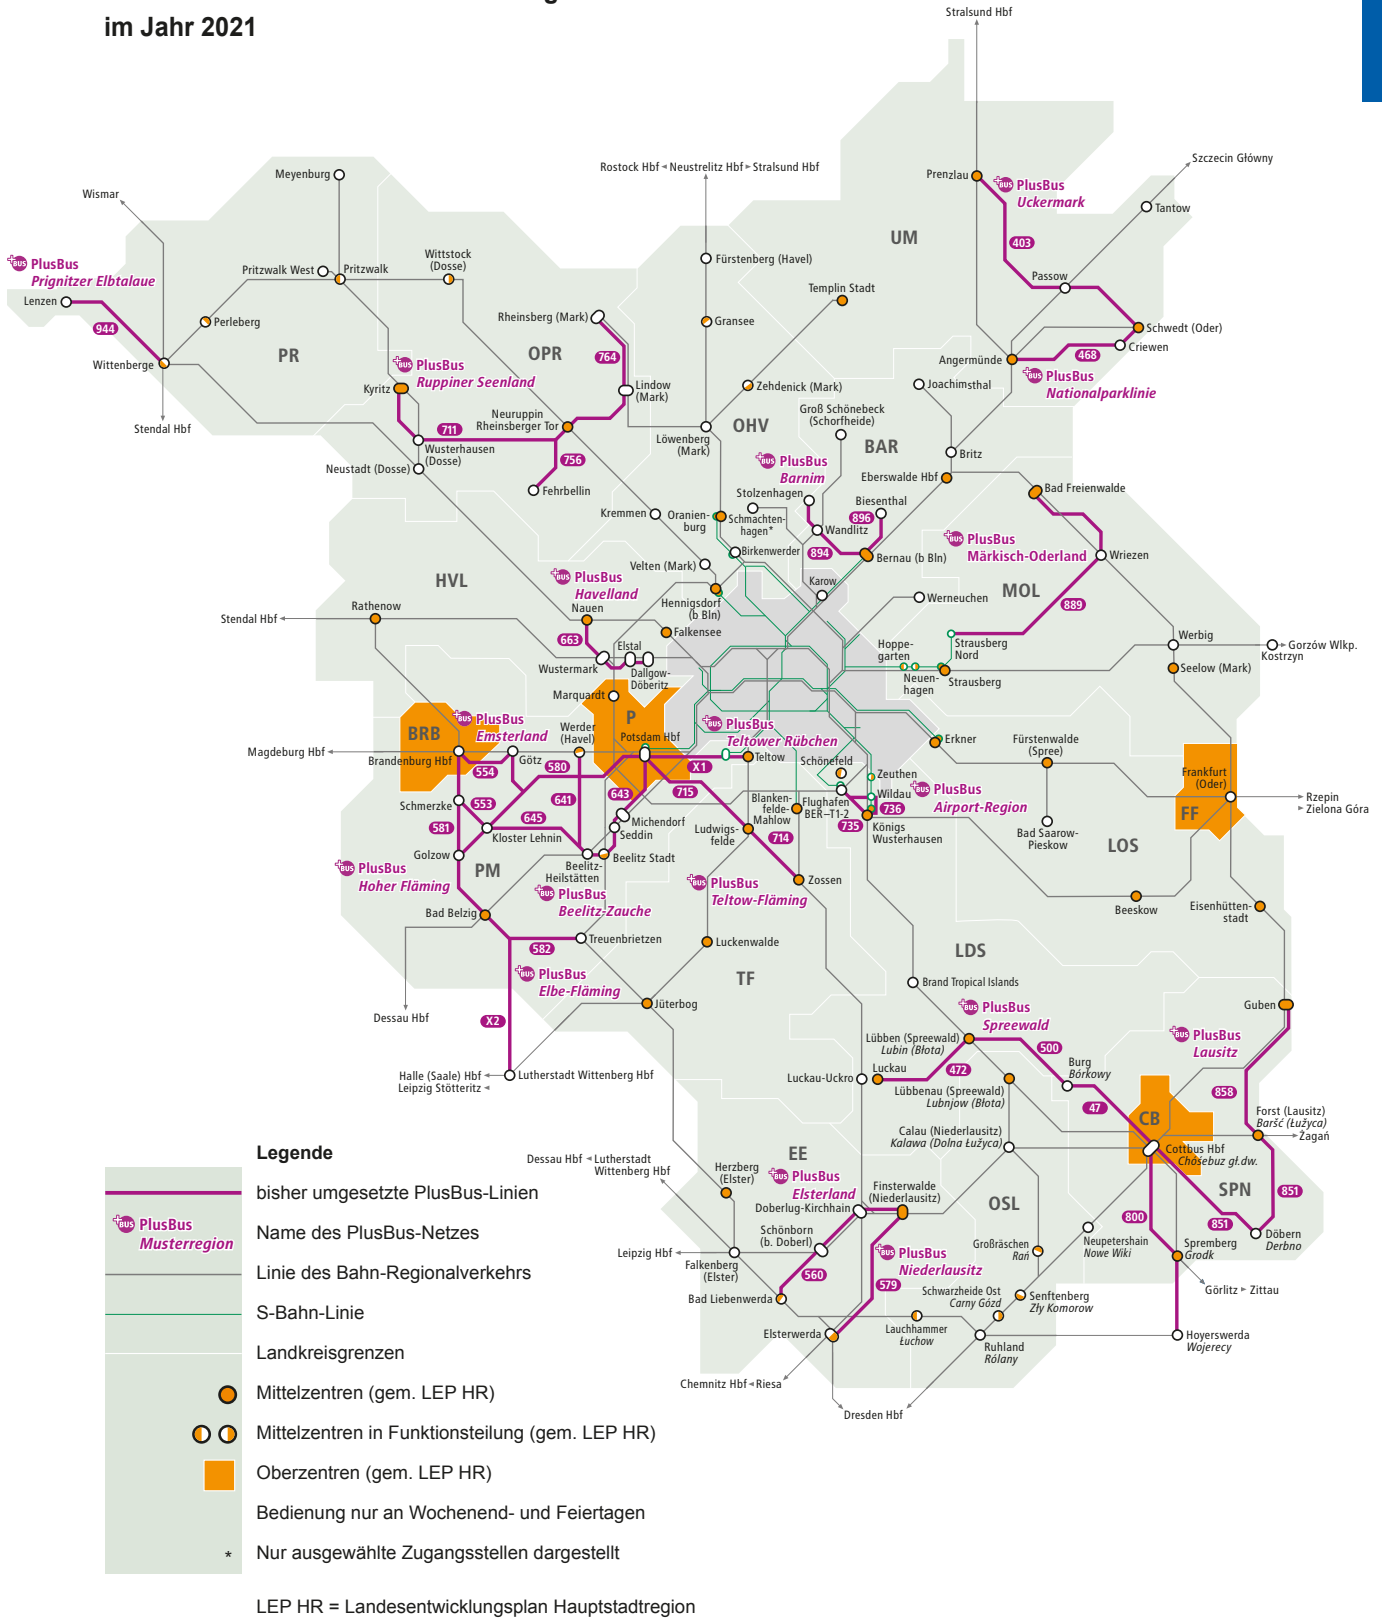 im Jahr 2021
Stralsund Hbf
Rostock Hbf ◂ Neustrelitz Hbf ▸ Stralsund Hbf
Szczecin Główny
Wismar
Meyenburg
Prenzlau
PlusBus
Uckermark
Tantow
UM
403
Passow
PlusBus
Prignitzer Elbtalaue
Lenzen
944
Pritzwalk West
Pritzwalk
Wittstock
(Dosse)
Perleberg
PR
Wittenberge
Stendal Hbf
Fürstenberg (Havel)
Templin Stadt
Gransee
Rheinsberg (Mark)
OPR
764
Schwedt (Oder)
Criewen
468
Angermünde
PlusBus
Nationalparklinie
PlusBus
Ruppiner Seenland
Kyritz
Lindow
(Mark)
Zehdenick (Mark)
Joachimsthal
Neuruppin
Rheinsberger Tor
711
Wusterhausen
(Dosse)
Neustadt (Dosse)
756
Fehrbellin
Löwenberg
(Mark)
OHV
Groß Schönebeck
(Schorfheide)
BAR
Britz
PlusBus
Barnim
Eberswalde Hbf
Bad Freienwalde
Stolzenhagen
Biesenthal
896
Kremmen
Oranien-
burg
Schmachten-
hagen*
Wandlitz
894
Bernau (b Bln)
PlusBus
Märkisch-Oderland
Wriezen
Birkenwerder
Velten (Mark)
HVL
PlusBus
Havelland
Karow
MOL
Werneuchen
889
Rathenow
Stendal Hbf
Nauen
Hennigsdorf
(b Bln)
Falkensee
663
Elstal
Wustermark
Dallgow-
Döberitz
Hoppe-
garten
Strausberg
Nord
Neuen-
hagen
Strausberg
Werbig
Gorzów Wlkp.
Kostrzyn
Seelow (Mark)
Marquardt
P
Potsdam Hbf
BRB
PlusBus
Emsterland
Werder
(Havel)
PlusBus
Teltower Rübchen
Erkner
Fürstenwalde
(Spree)
Magdeburg Hbf
Brandenburg Hbf
554
Götz
580
X1
Teltow
Schönefeld
Zeuthen
Frankfurt
(Oder)
FF
Rzepin
Zielona Góra
553
641
643
715
Blanken-
felde-
Mahlow
Flughafen
BER–T1-2
Wildau
736
735
PlusBus
Airport-Region
Königs
Wusterhausen
Schmerzke
581
645
Kloster Lehnin
Michendorf
Seddin
Ludwigs-
felde
714
Bad Saarow-
Pieskow
LOS
Golzow
PM
Beelitz-
Heilstätten
Beelitz Stadt
PlusBus
Hoher Fläming
PlusBus
Beelitz-Zauche
PlusBus
Teltow-Fläming
Zossen
Beeskow
Eisenhütten-
stadt
Bad Belzig
582
Treuenbrietzen
Luckenwalde
LDS
TF
PlusBus
Elbe-Fläming
Brand Tropical Islands
X2
Jüterbog
Dessau Hbf
PlusBus
Spreewald
Guben
PlusBus
Lausitz
Lübben (Spreewald)
Lubin (Błota)
500
Halle (Saale) Hbf
Leipzig Stötteritz
Lutherstadt Wittenberg Hbf
Luckau-Uckro
Luckau
472
Burg
Bórkowy
Lübbenau (Spreewald)
Lubnjow (Błota)
47
858
CB
Forst (Lausitz)
Baršć (Łużyca)
Żagań
Calau (Niederlausitz)
Kalawa (Dolna Łużyca)
Cottbus Hbf
Chóśebuz gł.dw.
EE
Dessau Hbf ◂ Lutherstadt
Wittenberg Hbf
Herzberg
(Elster)
PlusBus
Elsterland
Doberlug-Kirchhain
Finsterwalde
(Niederlausitz)
OSL
SPN
851
800
851
Döbern
Derbno
Schönborn
(b. Doberl)
Leipzig Hbf
Falkenberg
(Elster)
560
PlusBus
Niederlausitz
579
Großräschen
Rań
Neupetershain
Nowe Wiki
Spremberg
Grodk
Görlitz ▸ Zittau
Bad Liebenwerda
Schwarzheide Ost
Carny Gózd
Senftenberg
Zły Komorow
Elsterwerda
Lauchhammer
Łuchow
Ruhland
Rólany
Hoyerswerda
Wojerecy
Chemnitz Hbf ◂ Riesa
Dresden Hbf
Legende
bisher umgesetzte PlusBus-Linien
PlusBus
Musterregion
Name des PlusBus-Netzes
Linie des Bahn-Regionalverkehrs
S-Bahn-Linie
Landkreisgrenzen
Mittelzentren (gem. LEP HR)
Mittelzentren in Funktionsteilung (gem. LEP HR)
Oberzentren (gem. LEP HR)
Bedienung nur an Wochenend- und Feiertagen
* Nur ausgewählte Zugangsstellen dargestellt
LEP HR = Landesentwicklungsplan Hauptstadtregion